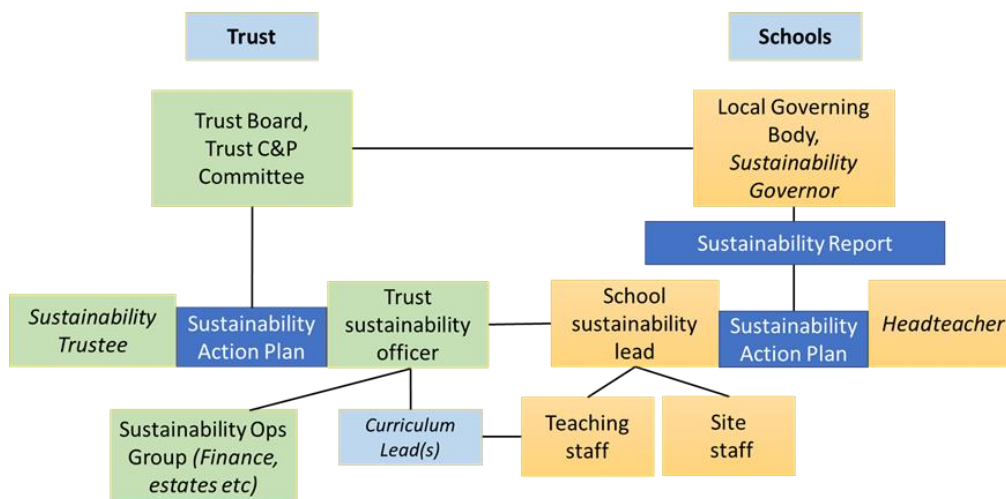 Trust
Schools
Trust Board,
Trust C&P
Committee
Local Governing
Body,
Sustainability
Governor
Sustainability Report
Sustainability
Trustee
Sustainability
Action Plan
Trust
sustainability
officer
School
sustainability
lead
Sustainability
Action Plan
Headteacher
Sustainability Ops
Group (Finance,
estates etc)
Curriculum
Lead(s)
Teaching
staff
Site
staff